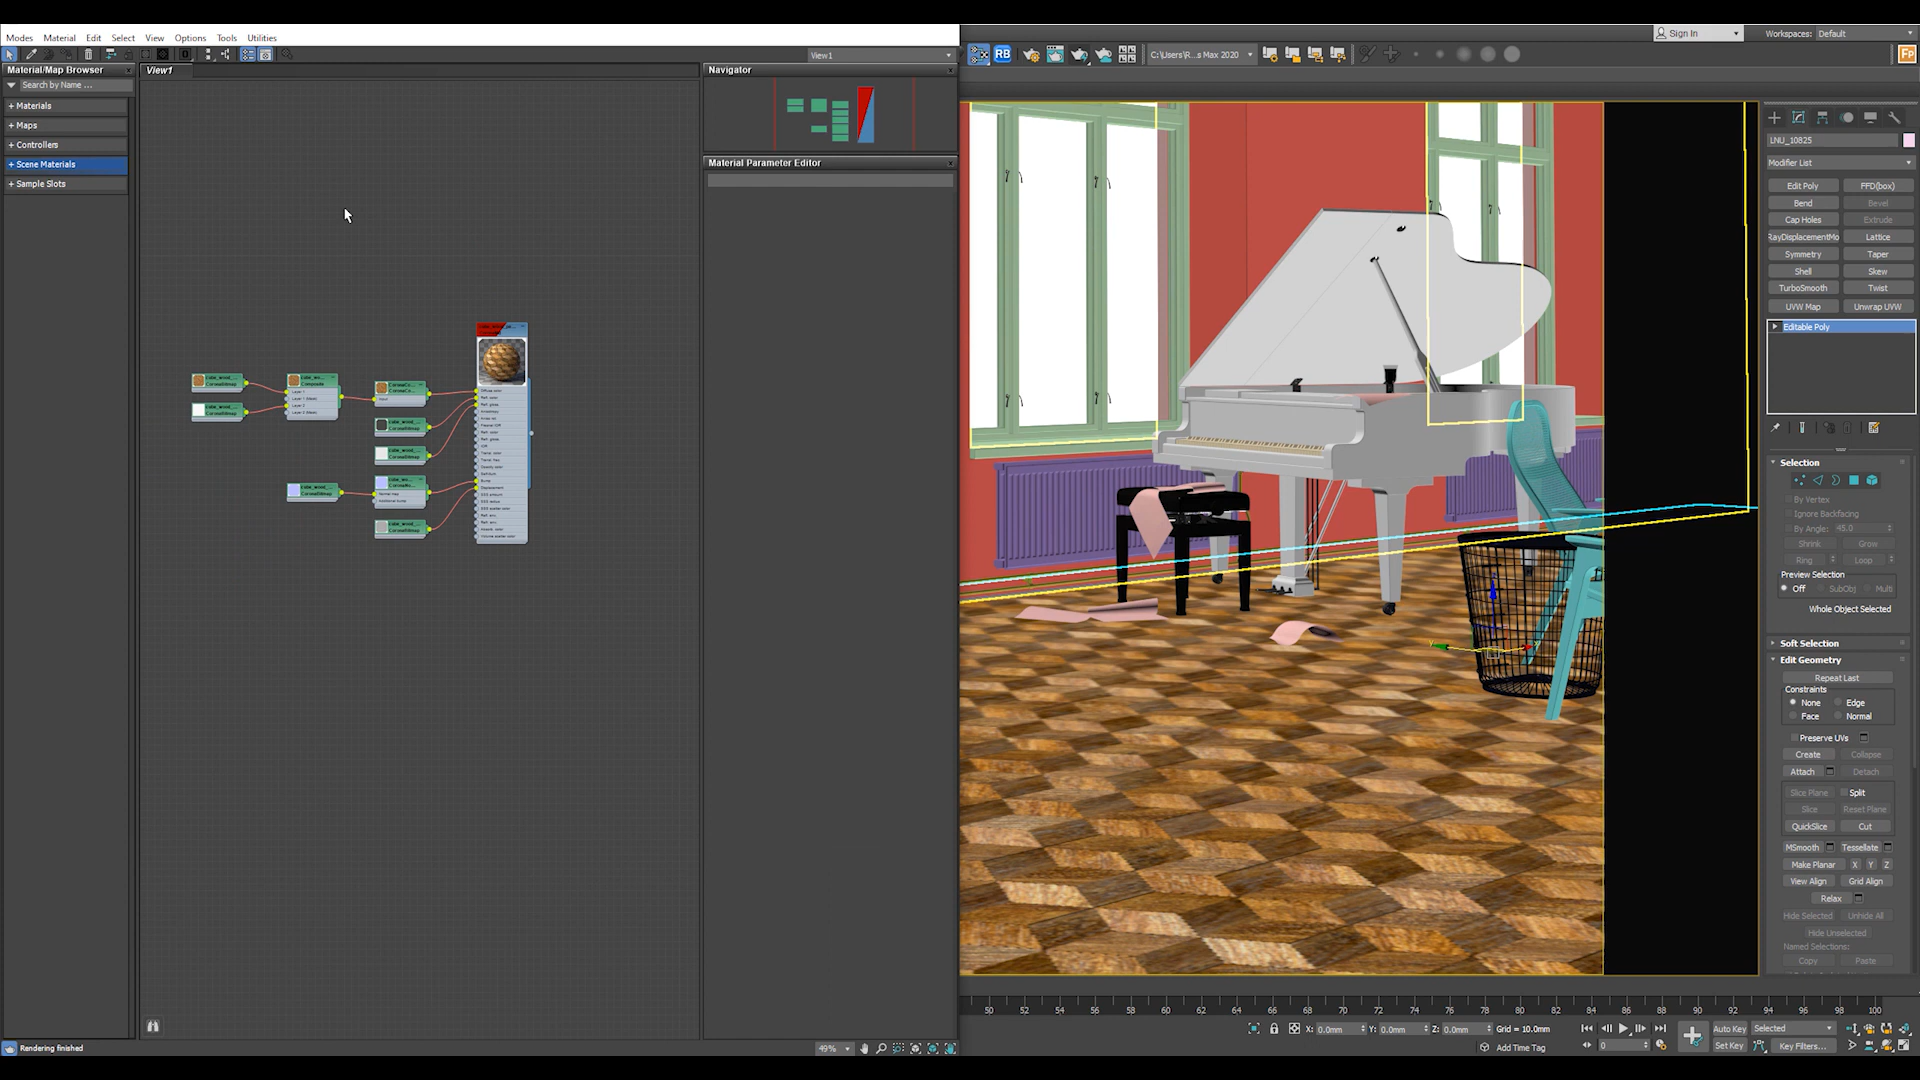 Modes Material Edit Select View Options Tools Utilities
Sign In
Workspaces: Default
View1
RB
C:\Users\R...s Max 2020
Fp
Material/Map Browser
View1
Navigator
Search by Name ...
+ Materials
+ Maps
+ Controllers
+ Scene Materials
+ Sample Slots
Material Parameter Editor
LNU_10825
Modifier List
Edit Poly FFD(box)
Bend Bevel
Cap Holes Extrude
RayDisplacementMo Lattice
Symmetry Taper
Shell Skew
TurboSmooth Twist
UVW Map Unwrap UVW
Editable Poly
Composite
Selection
By Vertex
Ignore Backfacing
By Angle: 45.0
Shrink Grow
Ring Loop
Preview Selection
Off SubObj Multi
Whole Object Selected
Soft Selection
Edit Geometry
Repeat Last
Constraints
None Edge
Face Normal
Preserve UVs
Create Collapse
Attach Detach
Slice Plane Split
Slice Reset Plane
QuickSlice Cut
MSmooth Tessellate
Make Planar X Y Z
View Align Grid Align
Relax
Hide Selected Unhide All
Hide Unselected
Named Selections:
Copy Paste
50 52 54 56 58 60 62 64 66 68 70 72 74 76 78 80 82 84 86 88 90 92 94 96 98 100
X: 0.0mm Y: 0.0mm Z: 0.0mm Grid = 10.0mm
Auto Key Selected
Add Time Tag
0
Set Key Key Filters...
Rendering finished
49%